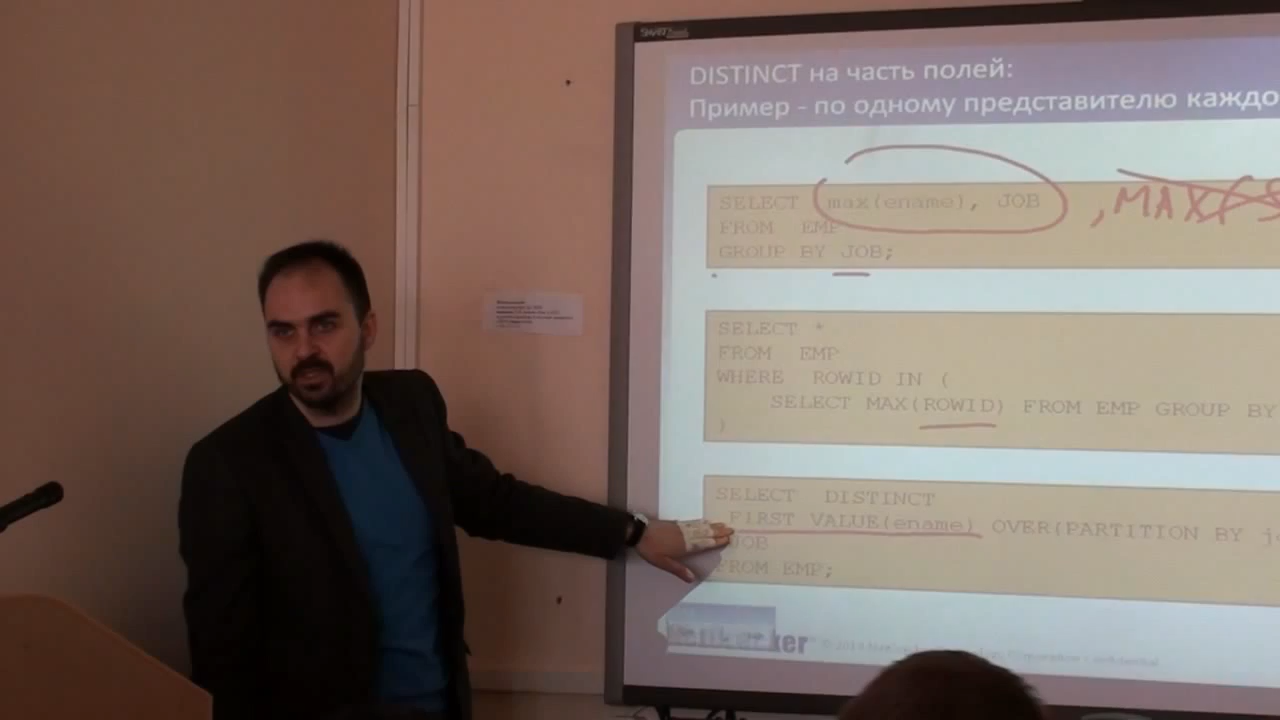 SMART
DISTINCT на часть полей:
Пример - по одному представителю каждо
SELECT max(ename), JOB
, MAX(S
FROM EMP
GROUP BY JOB;
SELECT *
FROM EMP
WHERE ROWID IN (
SELECT MAX(ROWID) FROM EMP GROUP BY
)
SELECT DISTINCT
FIRST_VALUE(ename) OVER(PARTITION BY jo
JOB
FROM EMP;